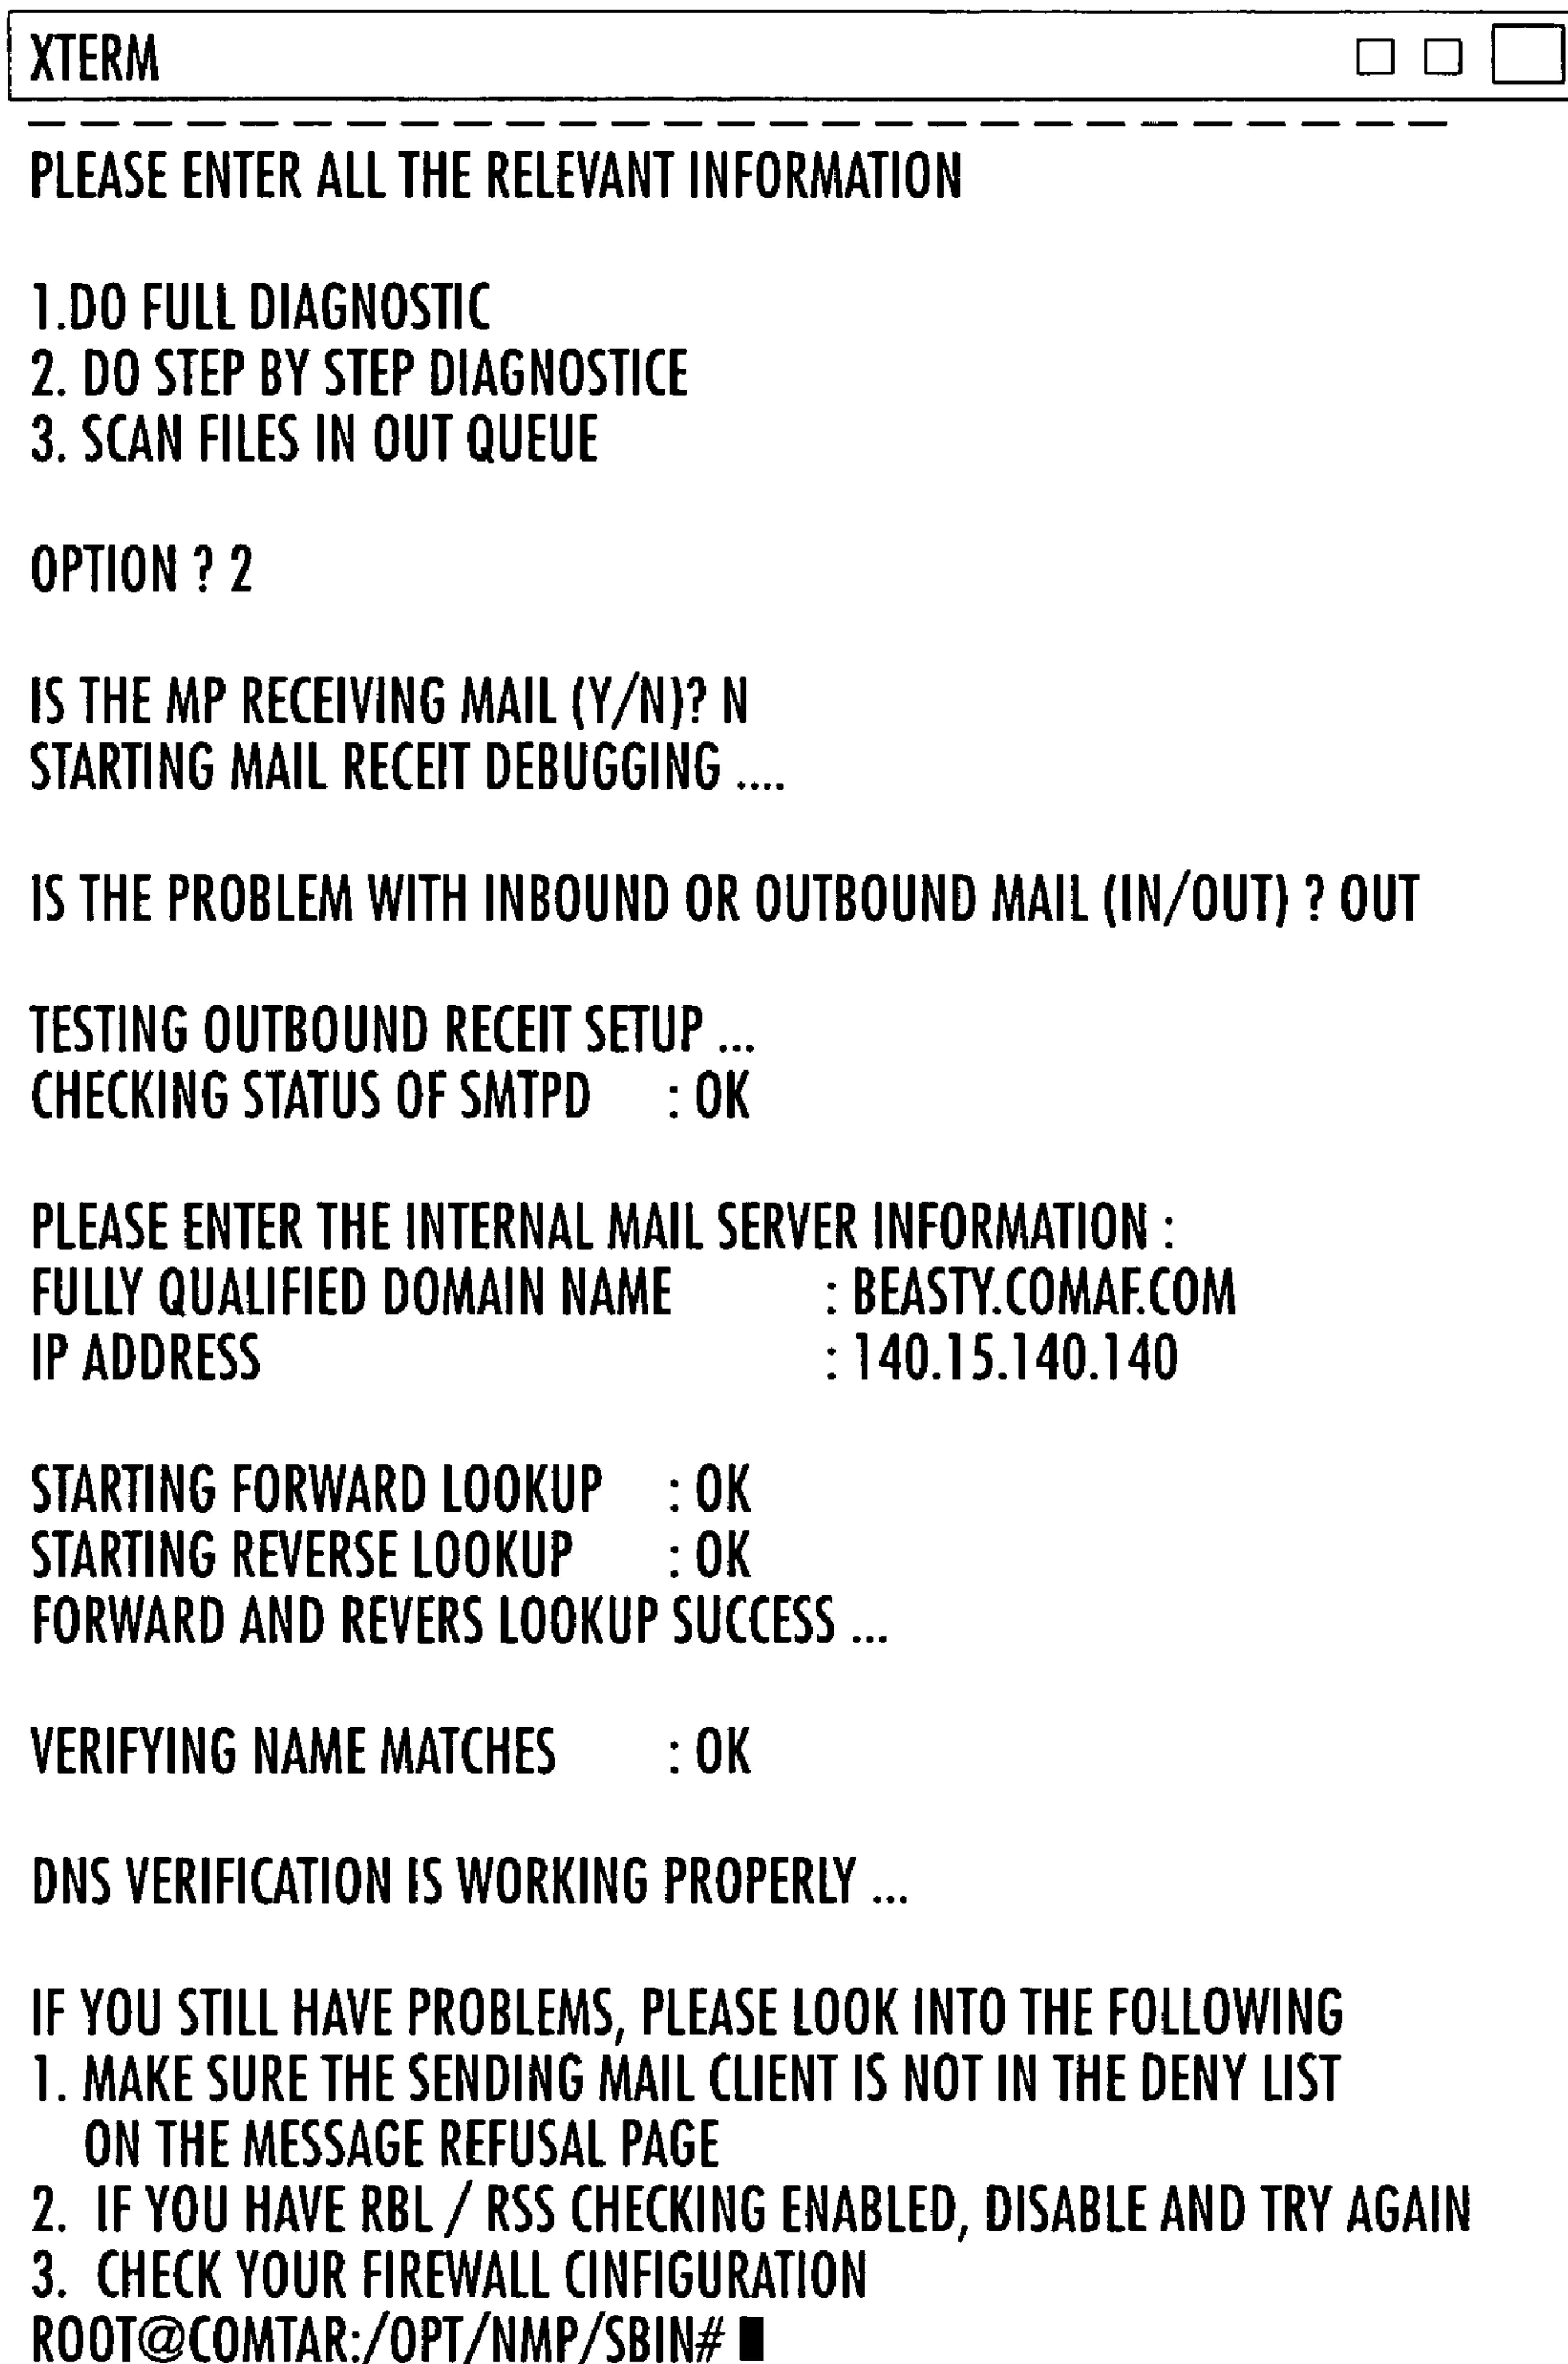 XTERM
PLEASE ENTER ALL THE RELEVANT INFORMATION
1.DO FULL DIAGNOSTIC
2. DO STEP BY STEP DIAGNOSTICE
3. SCAN FILES IN OUT QUEUE
OPTION ? 2
IS THE MP RECEIVING MAIL (Y/N)? N
STARTING MAIL RECEIT DEBUGGING ....
IS THE PROBLEM WITH INBOUND OR OUTBOUND MAIL (IN/OUT) ? OUT
TESTING OUTBOUND RECEIT SETUP ...
CHECKING STATUS OF SMTPD : OK
PLEASE ENTER THE INTERNAL MAIL SERVER INFORMATION :
FULLY QUALIFIED DOMAIN NAME : BEASTY.COMAF.COM
IP ADDRESS : 140.15.140.140
STARTING FORWARD LOOKUP : OK
STARTING REVERSE LOOKUP : OK
FORWARD AND REVERS LOOKUP SUCCESS ...
VERIFYING NAME MATCHES : OK
DNS VERIFICATION IS WORKING PROPERLY ...
IF YOU STILL HAVE PROBLEMS, PLEASE LOOK INTO THE FOLLOWING
1. MAKE SURE THE SENDING MAIL CLIENT IS NOT IN THE DENY LIST
ON THE MESSAGE REFUSAL PAGE
2. IF YOU HAVE RBL / RSS CHECKING ENABLED, DISABLE AND TRY AGAIN
3. CHECK YOUR FIREWALL CINFIGURATION
ROOT@COMTAR:/OPT/NMP/SBIN#